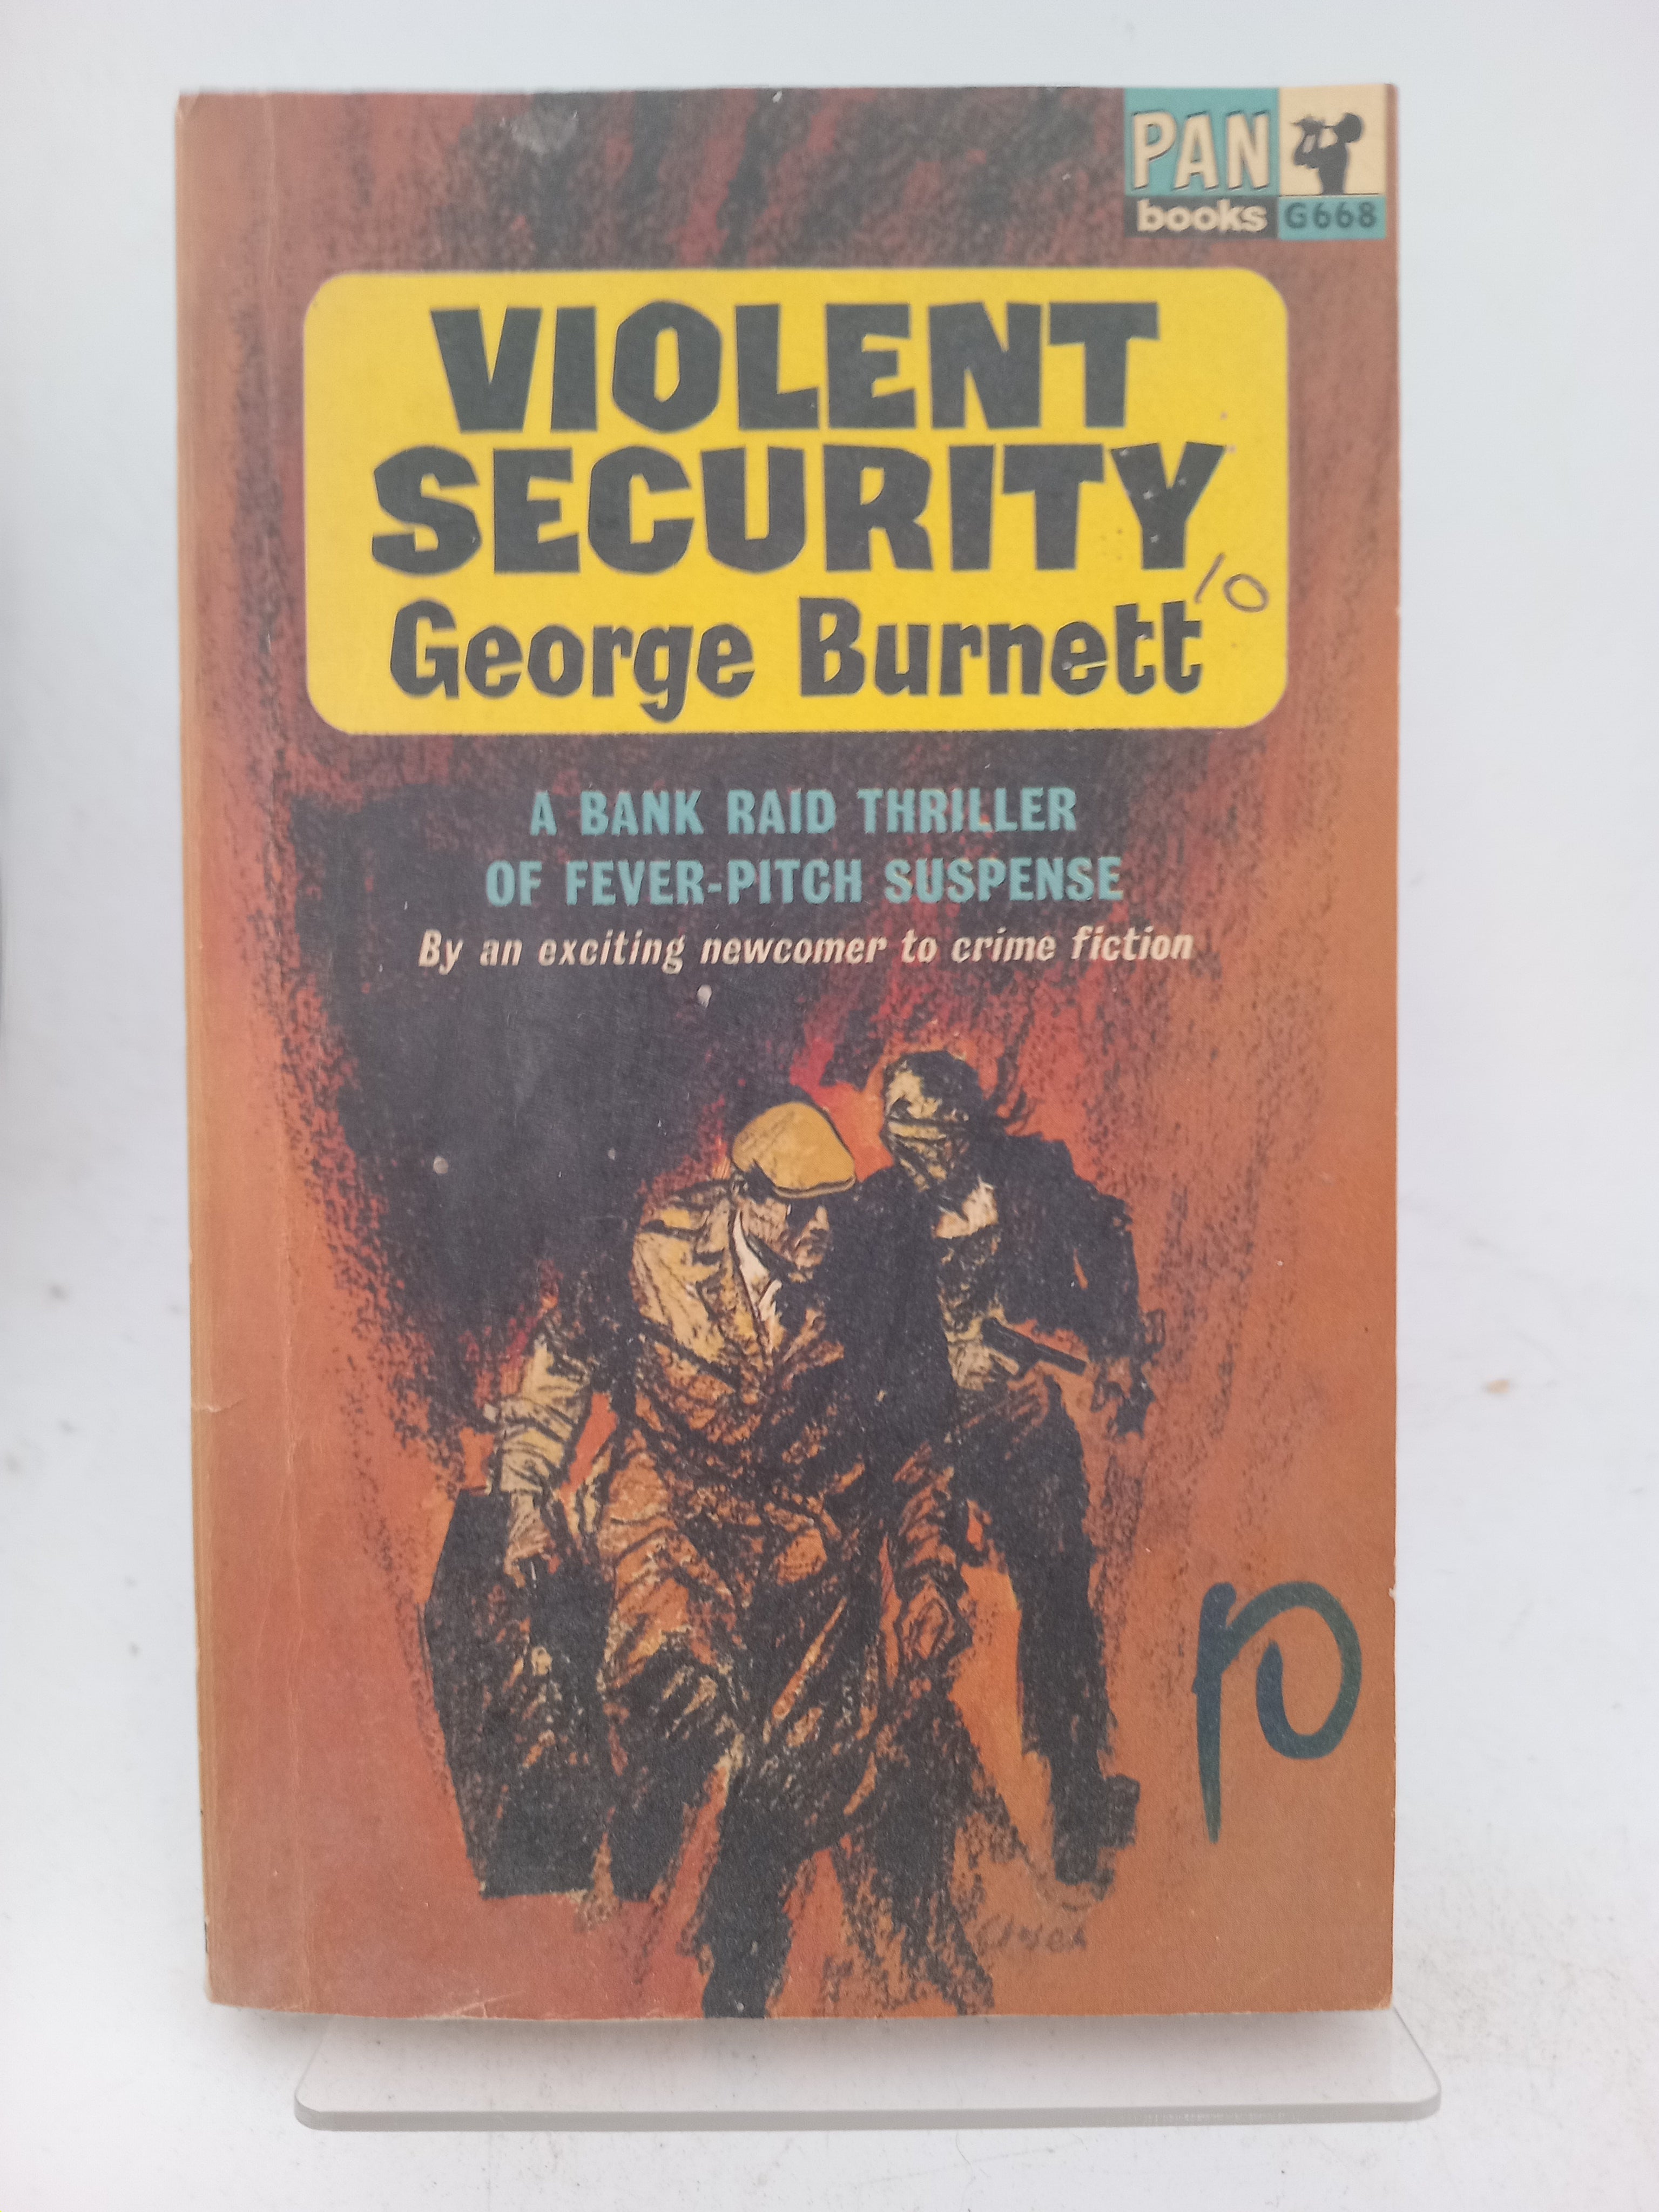 PAN
books G668
VIOLENT
SECURITY
10
George Burnett
A BANK RAID THRILLER
OF FEVER-PITCH SUSPENSE
By an exciting newcomer to crime fiction
10